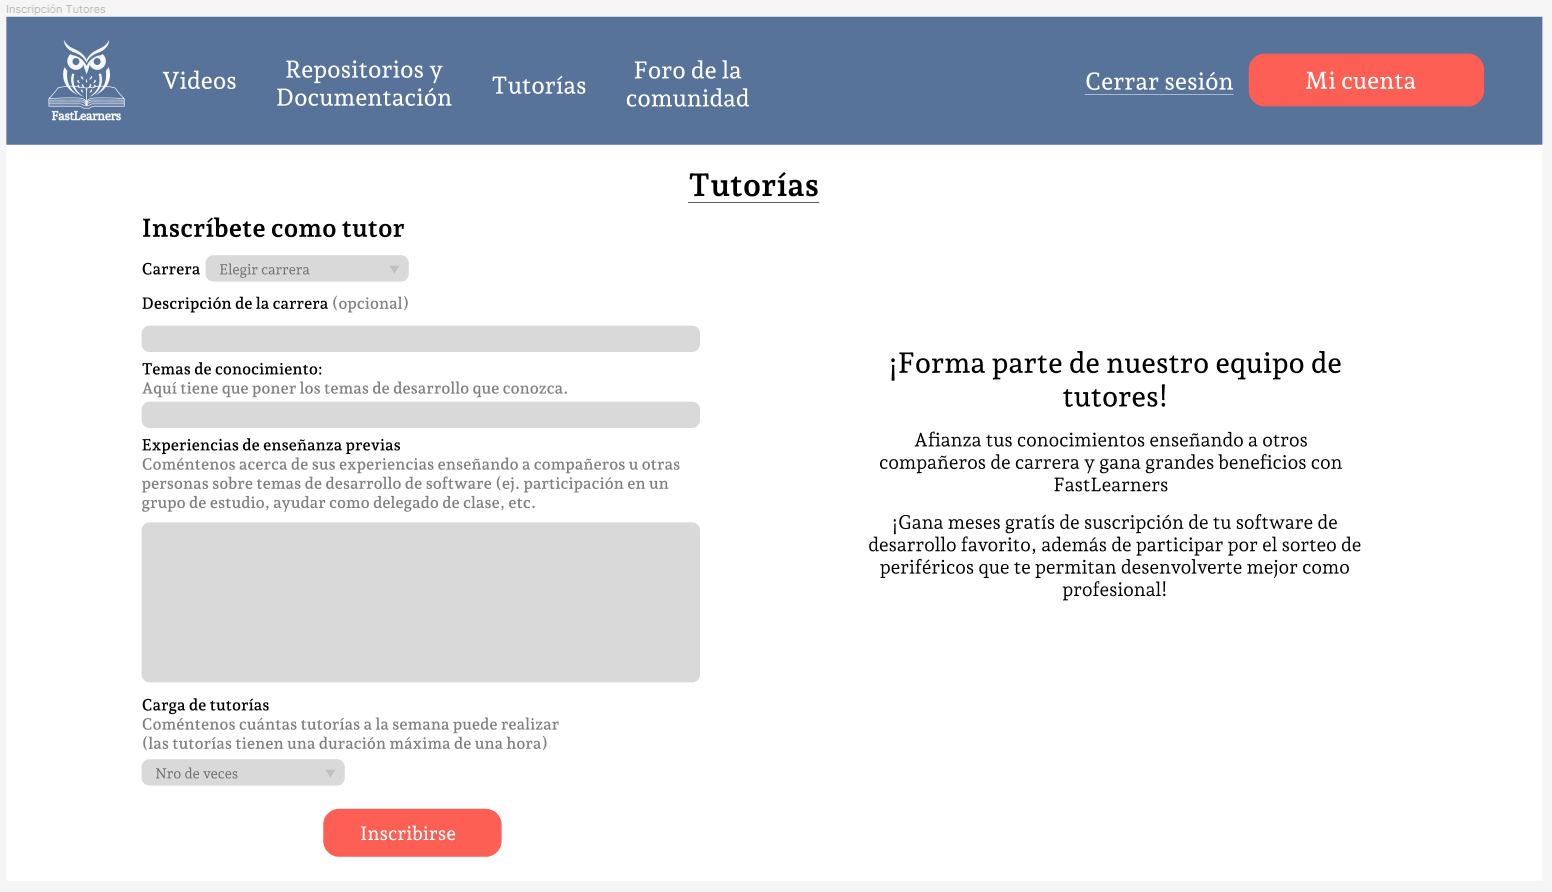 Inscripción Tutores
FastLearners
Videos
Repositorios y
Documentación
Tutorías
Foro de la
comunidad
Cerrar sesión
Mi cuenta
Tutorías
Inscríbete como tutor
Carrera
Elegir carrera
Descripción de la carrera (opcional)
Temas de conocimiento:
Aquí tiene que poner los temas de desarrollo que conozca.
Experiencias de enseñanza previas
Coméntenos acerca de sus experiencias enseñando a compañeros u otras
personas sobre temas de desarrollo de software (ej. participación en un
grupo de estudio, ayudar como delegado de clase, etc.
Carga de tutorías
Coméntenos cuántas tutorías a la semana puede realizar
(las tutorías tienen una duración máxima de una hora)
Nro de veces
Inscribirse
¡Forma parte de nuestro equipo de
tutores!
Afianza tus conocimientos enseñando a otros
compañeros de carrera y gana grandes beneficios con
FastLearners
¡Gana meses gratís de suscripción de tu software de
desarrollo favorito, además de participar por el sorteo de
periféricos que te permitan desenvolverte mejor como
profesional!